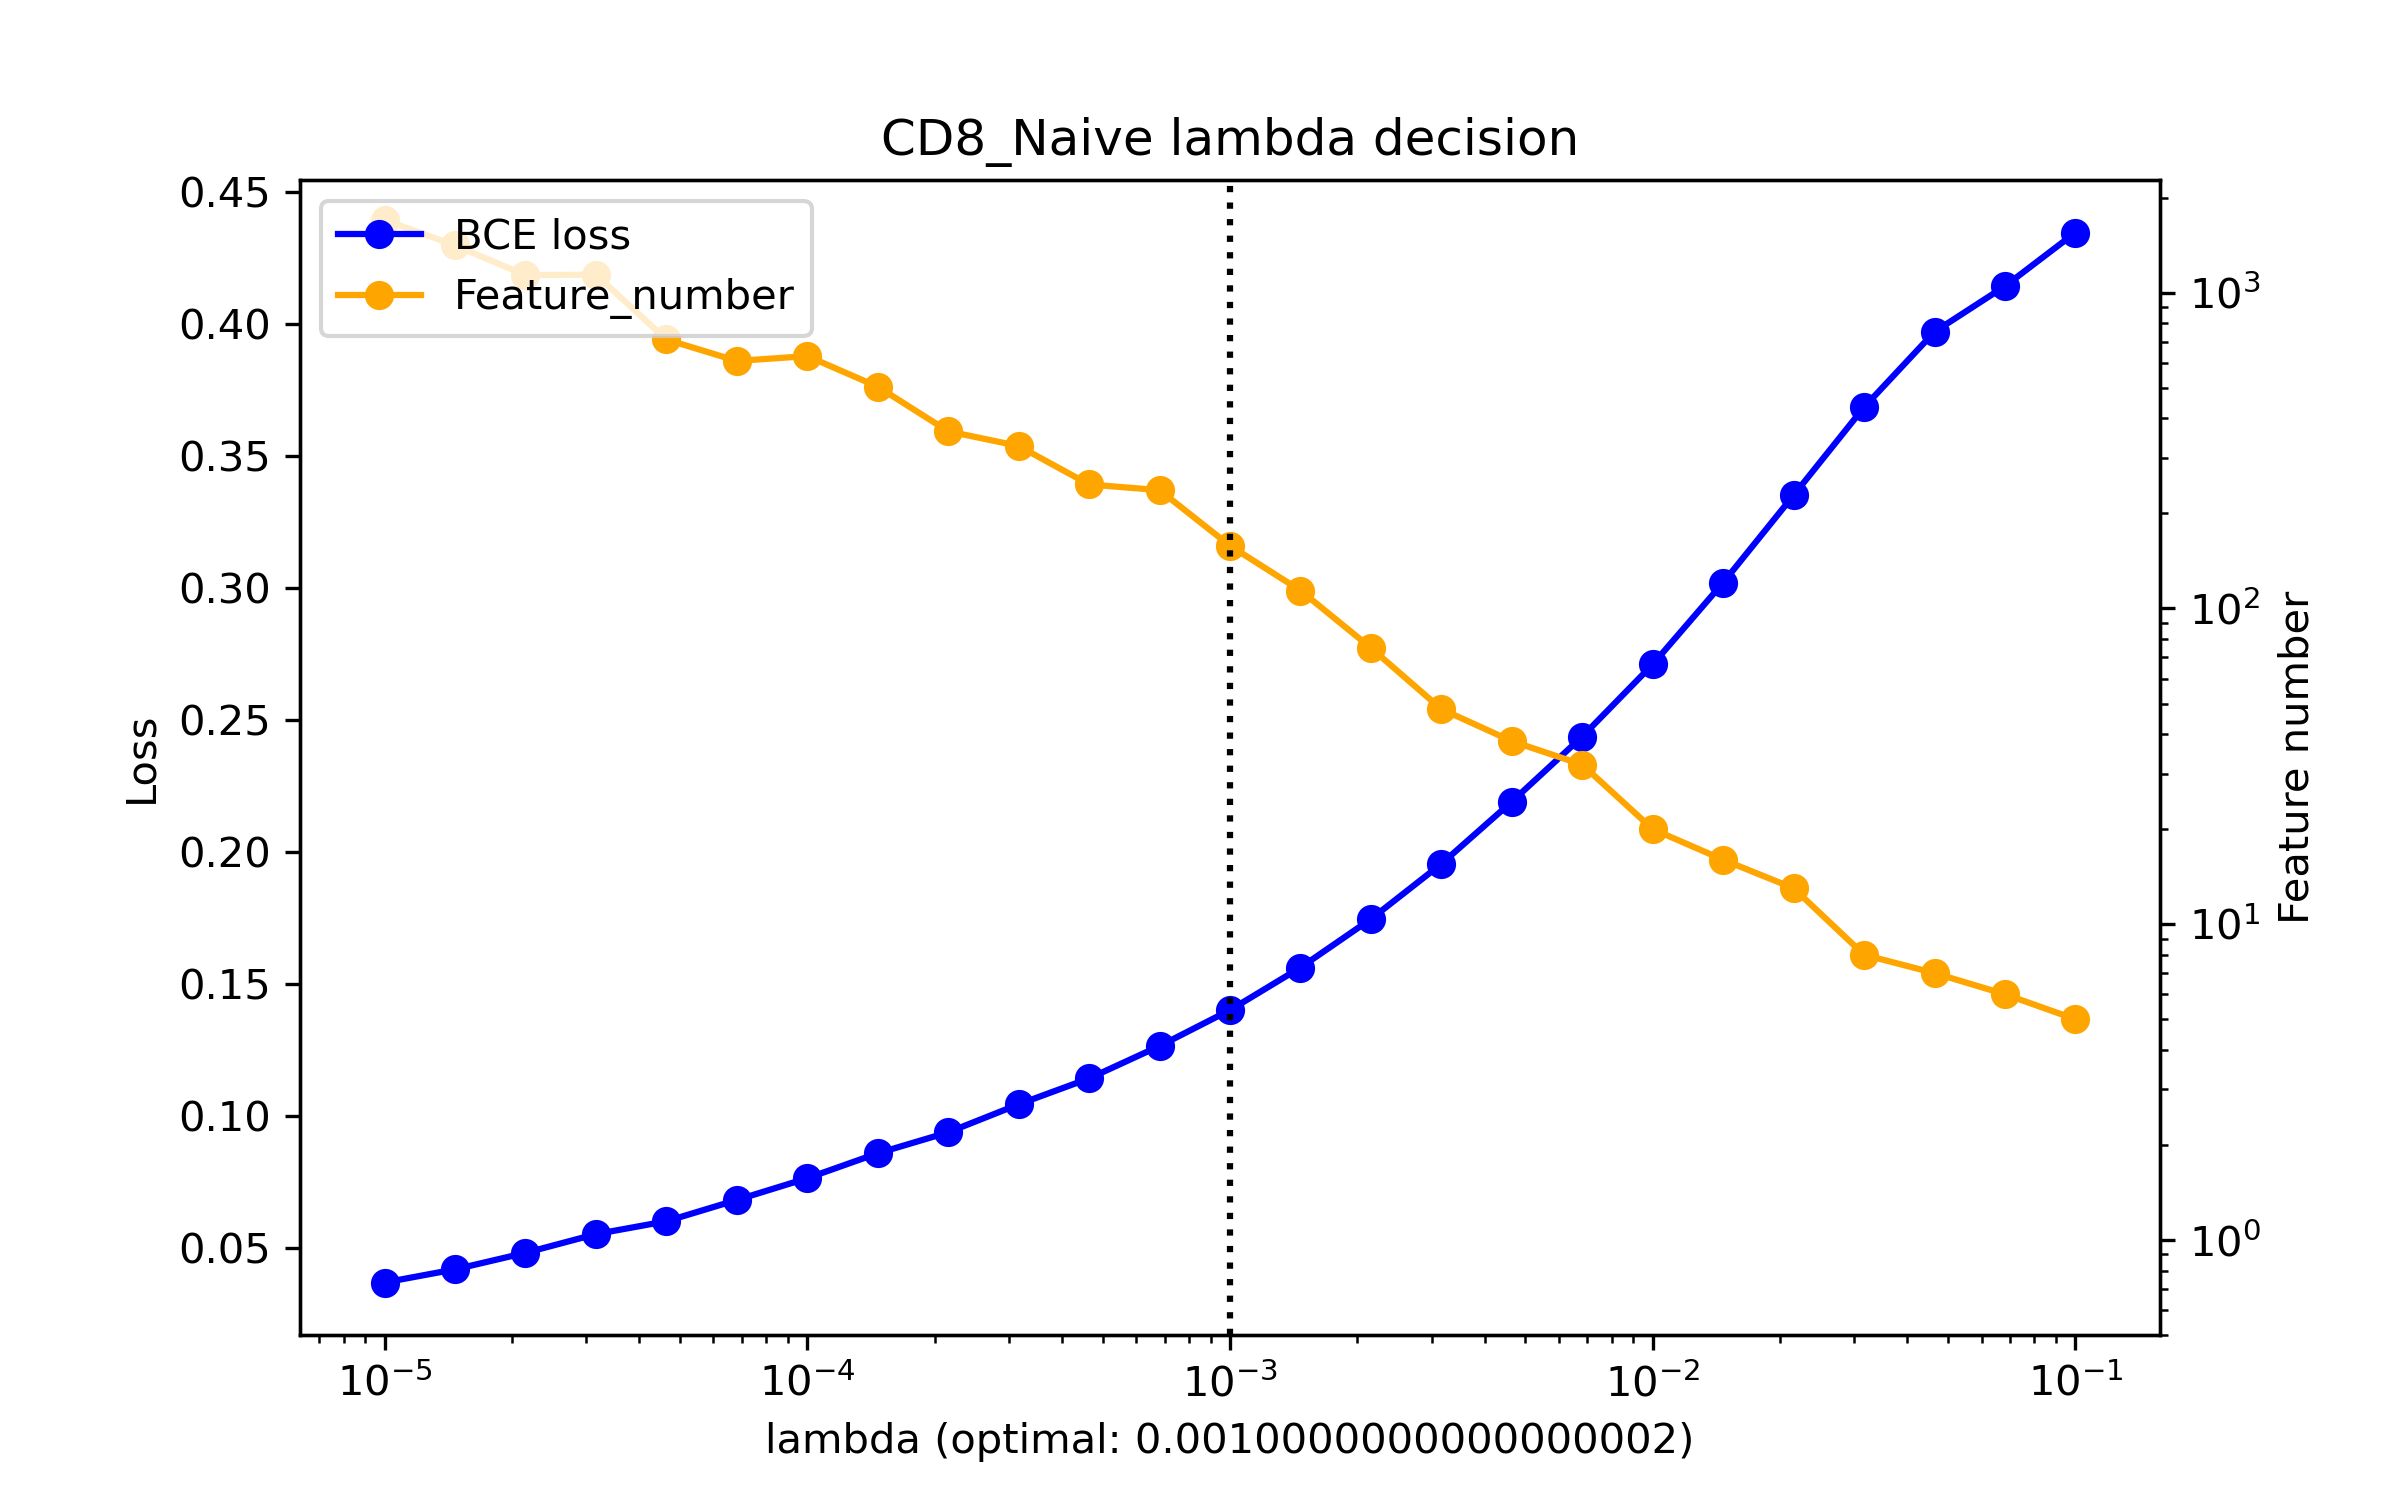 CD8_Naive lambda decision
BCE loss
Feature_number
0.45
0.40
0.35
0.30
0.25
0.20
0.15
0.10
0.05
Loss
10³
10²
10¹
10⁰
Feature number
10⁻⁵ 10⁻⁴ 10⁻³ 10⁻² 10⁻¹
lambda (optimal: 0.0010000000000000002)